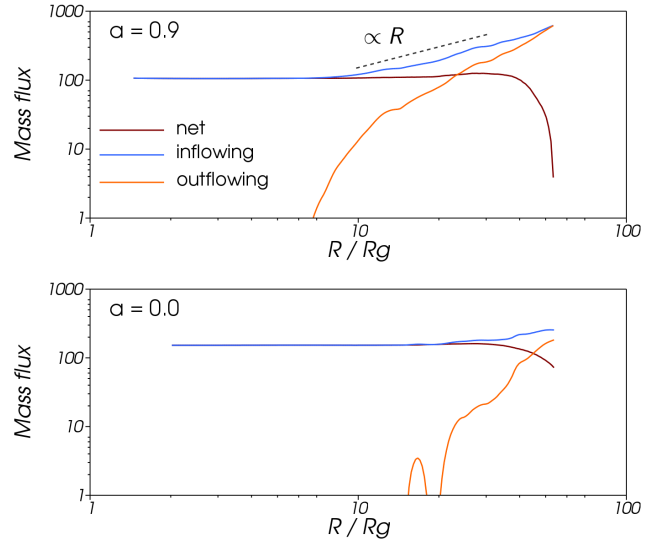 1000
a = 0.9
∝ R
100
Mass flux
net
inflowing
10
outflowing
1
1
10
100
R / Rg
1000
a = 0.0
100
Mass flux
10
1
1
10
100
R / Rg